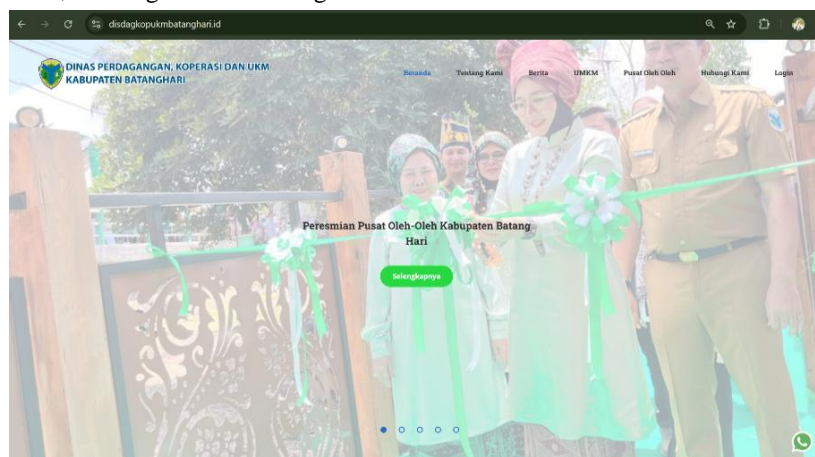 disdagkopukmbatanghari.id
DINAS PERDAGANGAN, KOPERASI DAN UKM
KABUPATEN BATANGHARI
Beranda Tentang Kami Berita UMKM Pusat Oleh Oleh Hubungi Kami Login
Peresmian Pusat Oleh-Oleh Kabupaten Batang
Hari
Selengkapnya